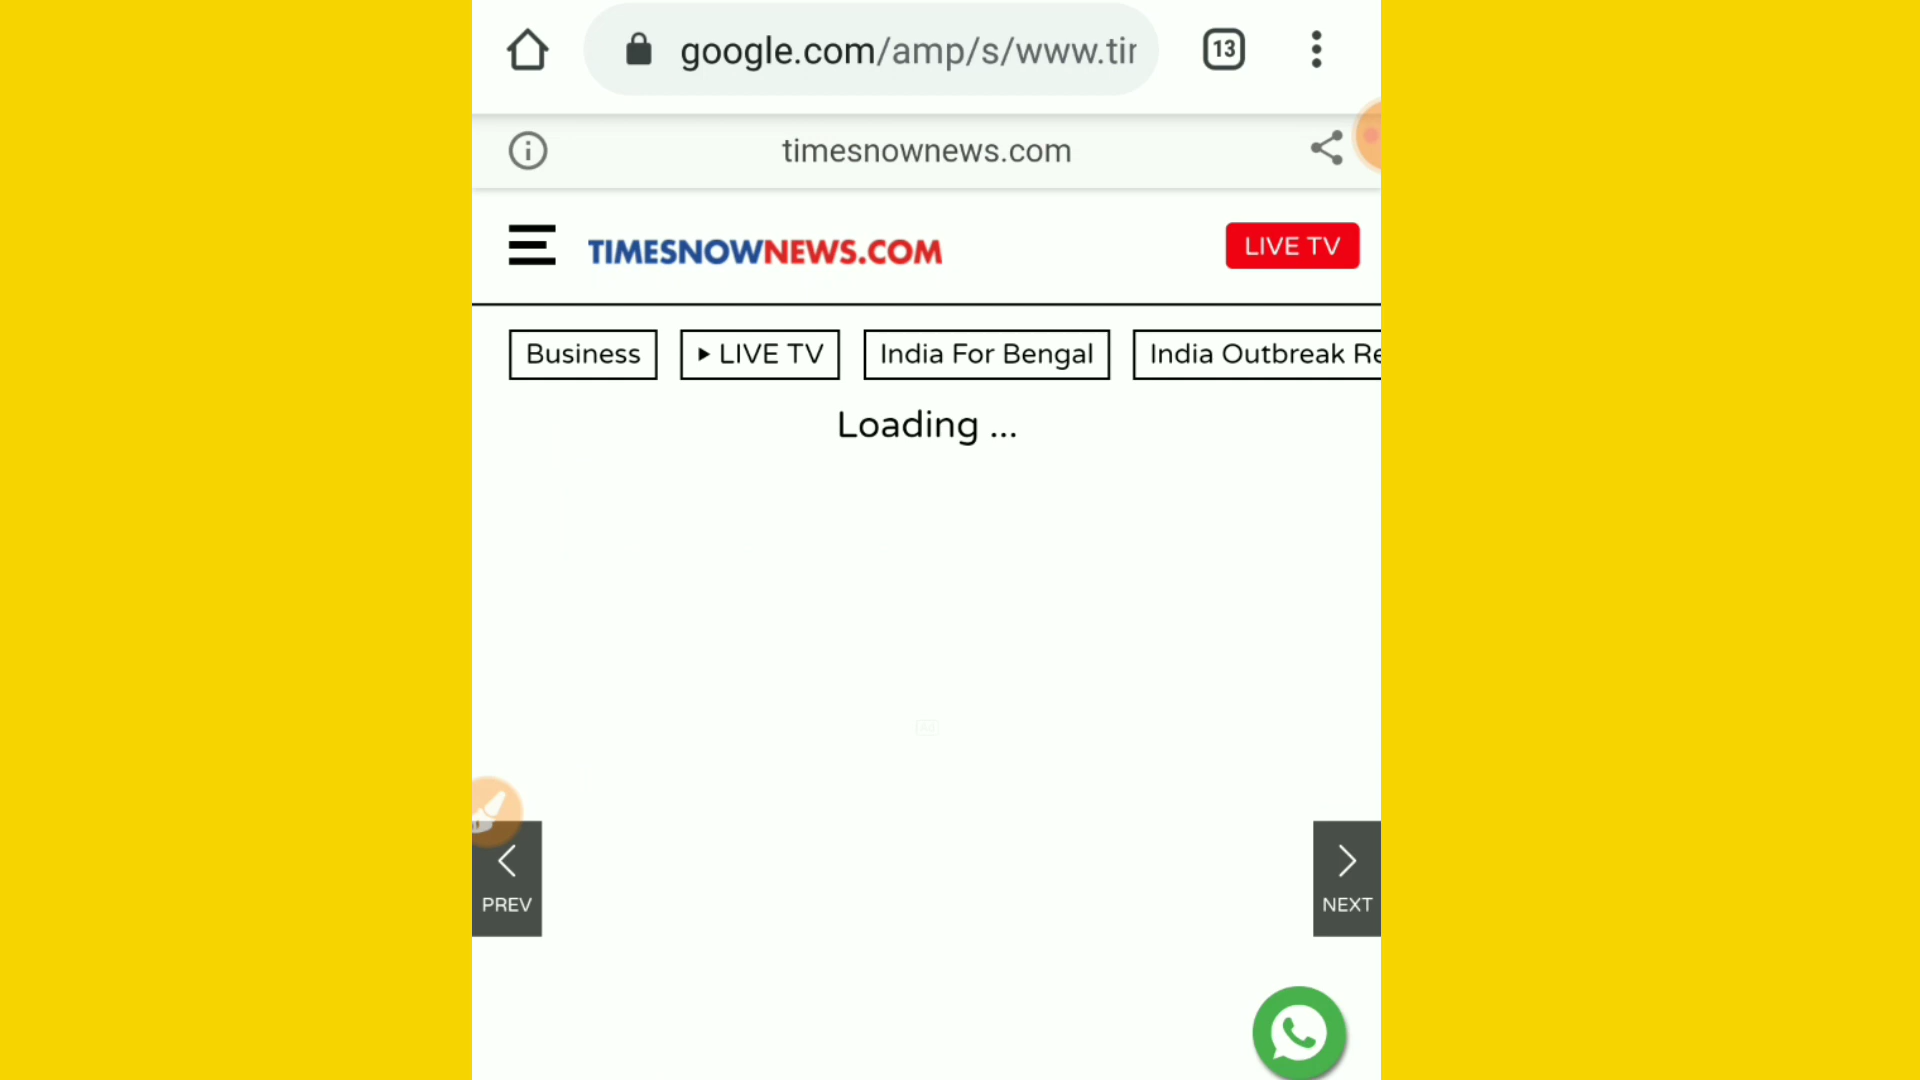 google.com/amp/s/www.tir
13
timesnownews.com
TIMESNOWNEWS.COM
LIVE TV
Business
LIVE TV
India For Bengal
India Outbreak Re
Loading ...
PREV
NEXT